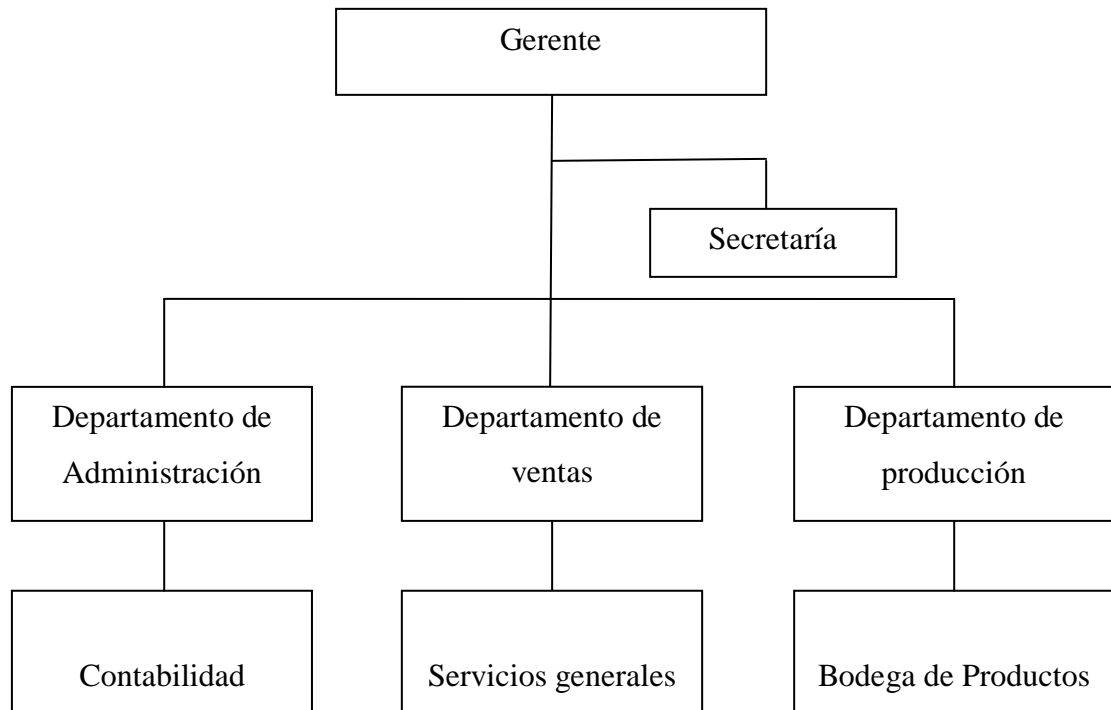 Gerente
Secretaría
Departamento de
Administración
Departamento de
ventas
Departamento de
producción
Contabilidad
Servicios generales
Bodega de Productos